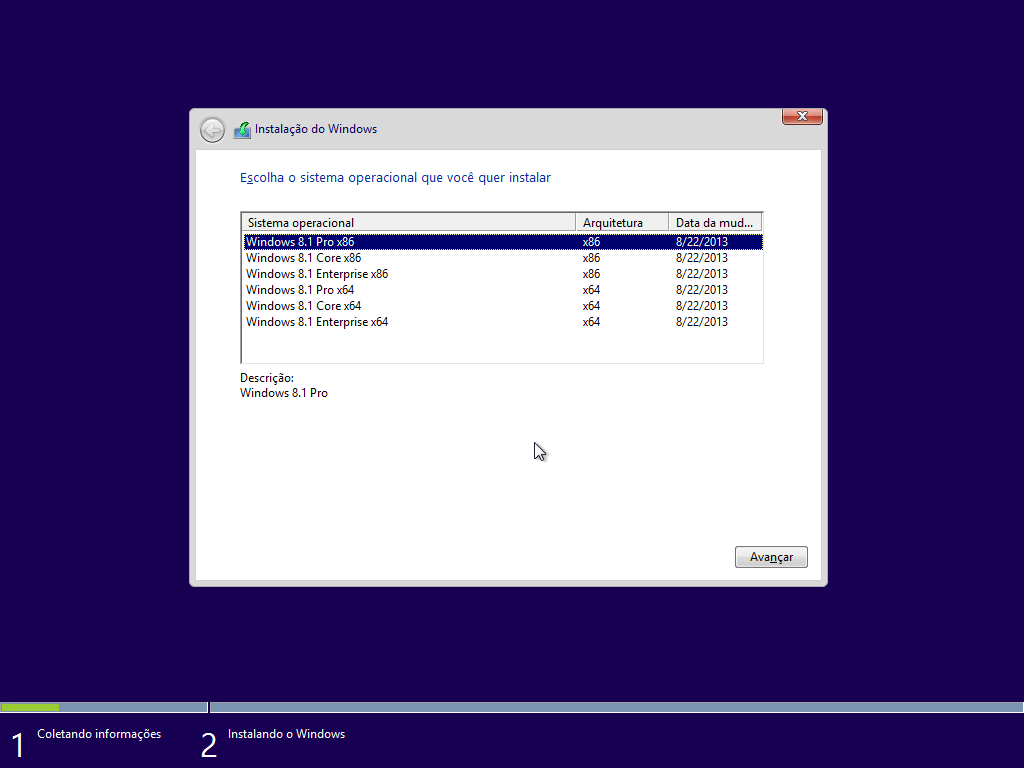 Instalação do Windows
Escolha o sistema operacional que você quer instalar
Sistema operacional Arquitetura Data da mud...
Windows 8.1 Pro x86 x86 8/22/2013
Windows 8.1 Core x86 x86 8/22/2013
Windows 8.1 Enterprise x86 x86 8/22/2013
Windows 8.1 Pro x64 x64 8/22/2013
Windows 8.1 Core x64 x64 8/22/2013
Windows 8.1 Enterprise x64 x64 8/22/2013
Descrição:
Windows 8.1 Pro
Avançar
1 Coletando informações 2 Instalando o Windows